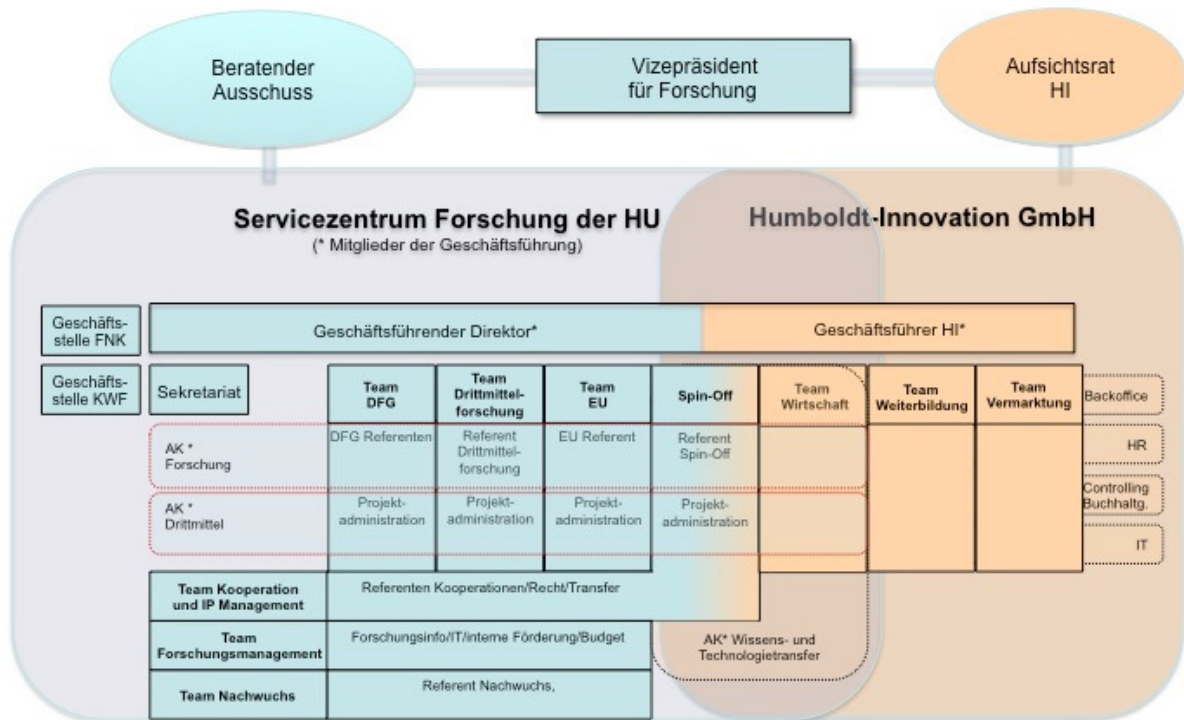 Beratender
Ausschuss
Vizepräsident
für Forschung
Aufsichtsrat
HI
Servicezentrum Forschung der HU
(* Mitglieder der Geschäftsführung)
Humboldt-Innovation GmbH
Geschäfts-
stelle FNK
Geschäftsführender Direktor*
Geschäftsführer HI*
Geschäfts-
stelle KWF
Sekretariat
Team
DFG
Team
Drittmittel-
forschung
Team
EU
Spin-Off
Team
Wirtschaft
Team
Weiterbildung
Team
Vermarktung
Backoffice
AK *
Forschung
DFG Referenten
Referent
Drittmittel-
forschung
EU Referent
Referent
Spin-Off
HR
AK *
Drittmittel
Projekt-
administration
Projekt-
administration
Projekt-
administration
Projekt-
administration
Controlling
Buchhaltg.
IT
Team Kooperation
und IP Management
Referenten Kooperationen/Recht/Transfer
Team
Forschungsmanagement
Forschungsinfo/IT/interne Förderung/Budget
AK* Wissens- und
Technologietransfer
Team Nachwuchs
Referent Nachwuchs,